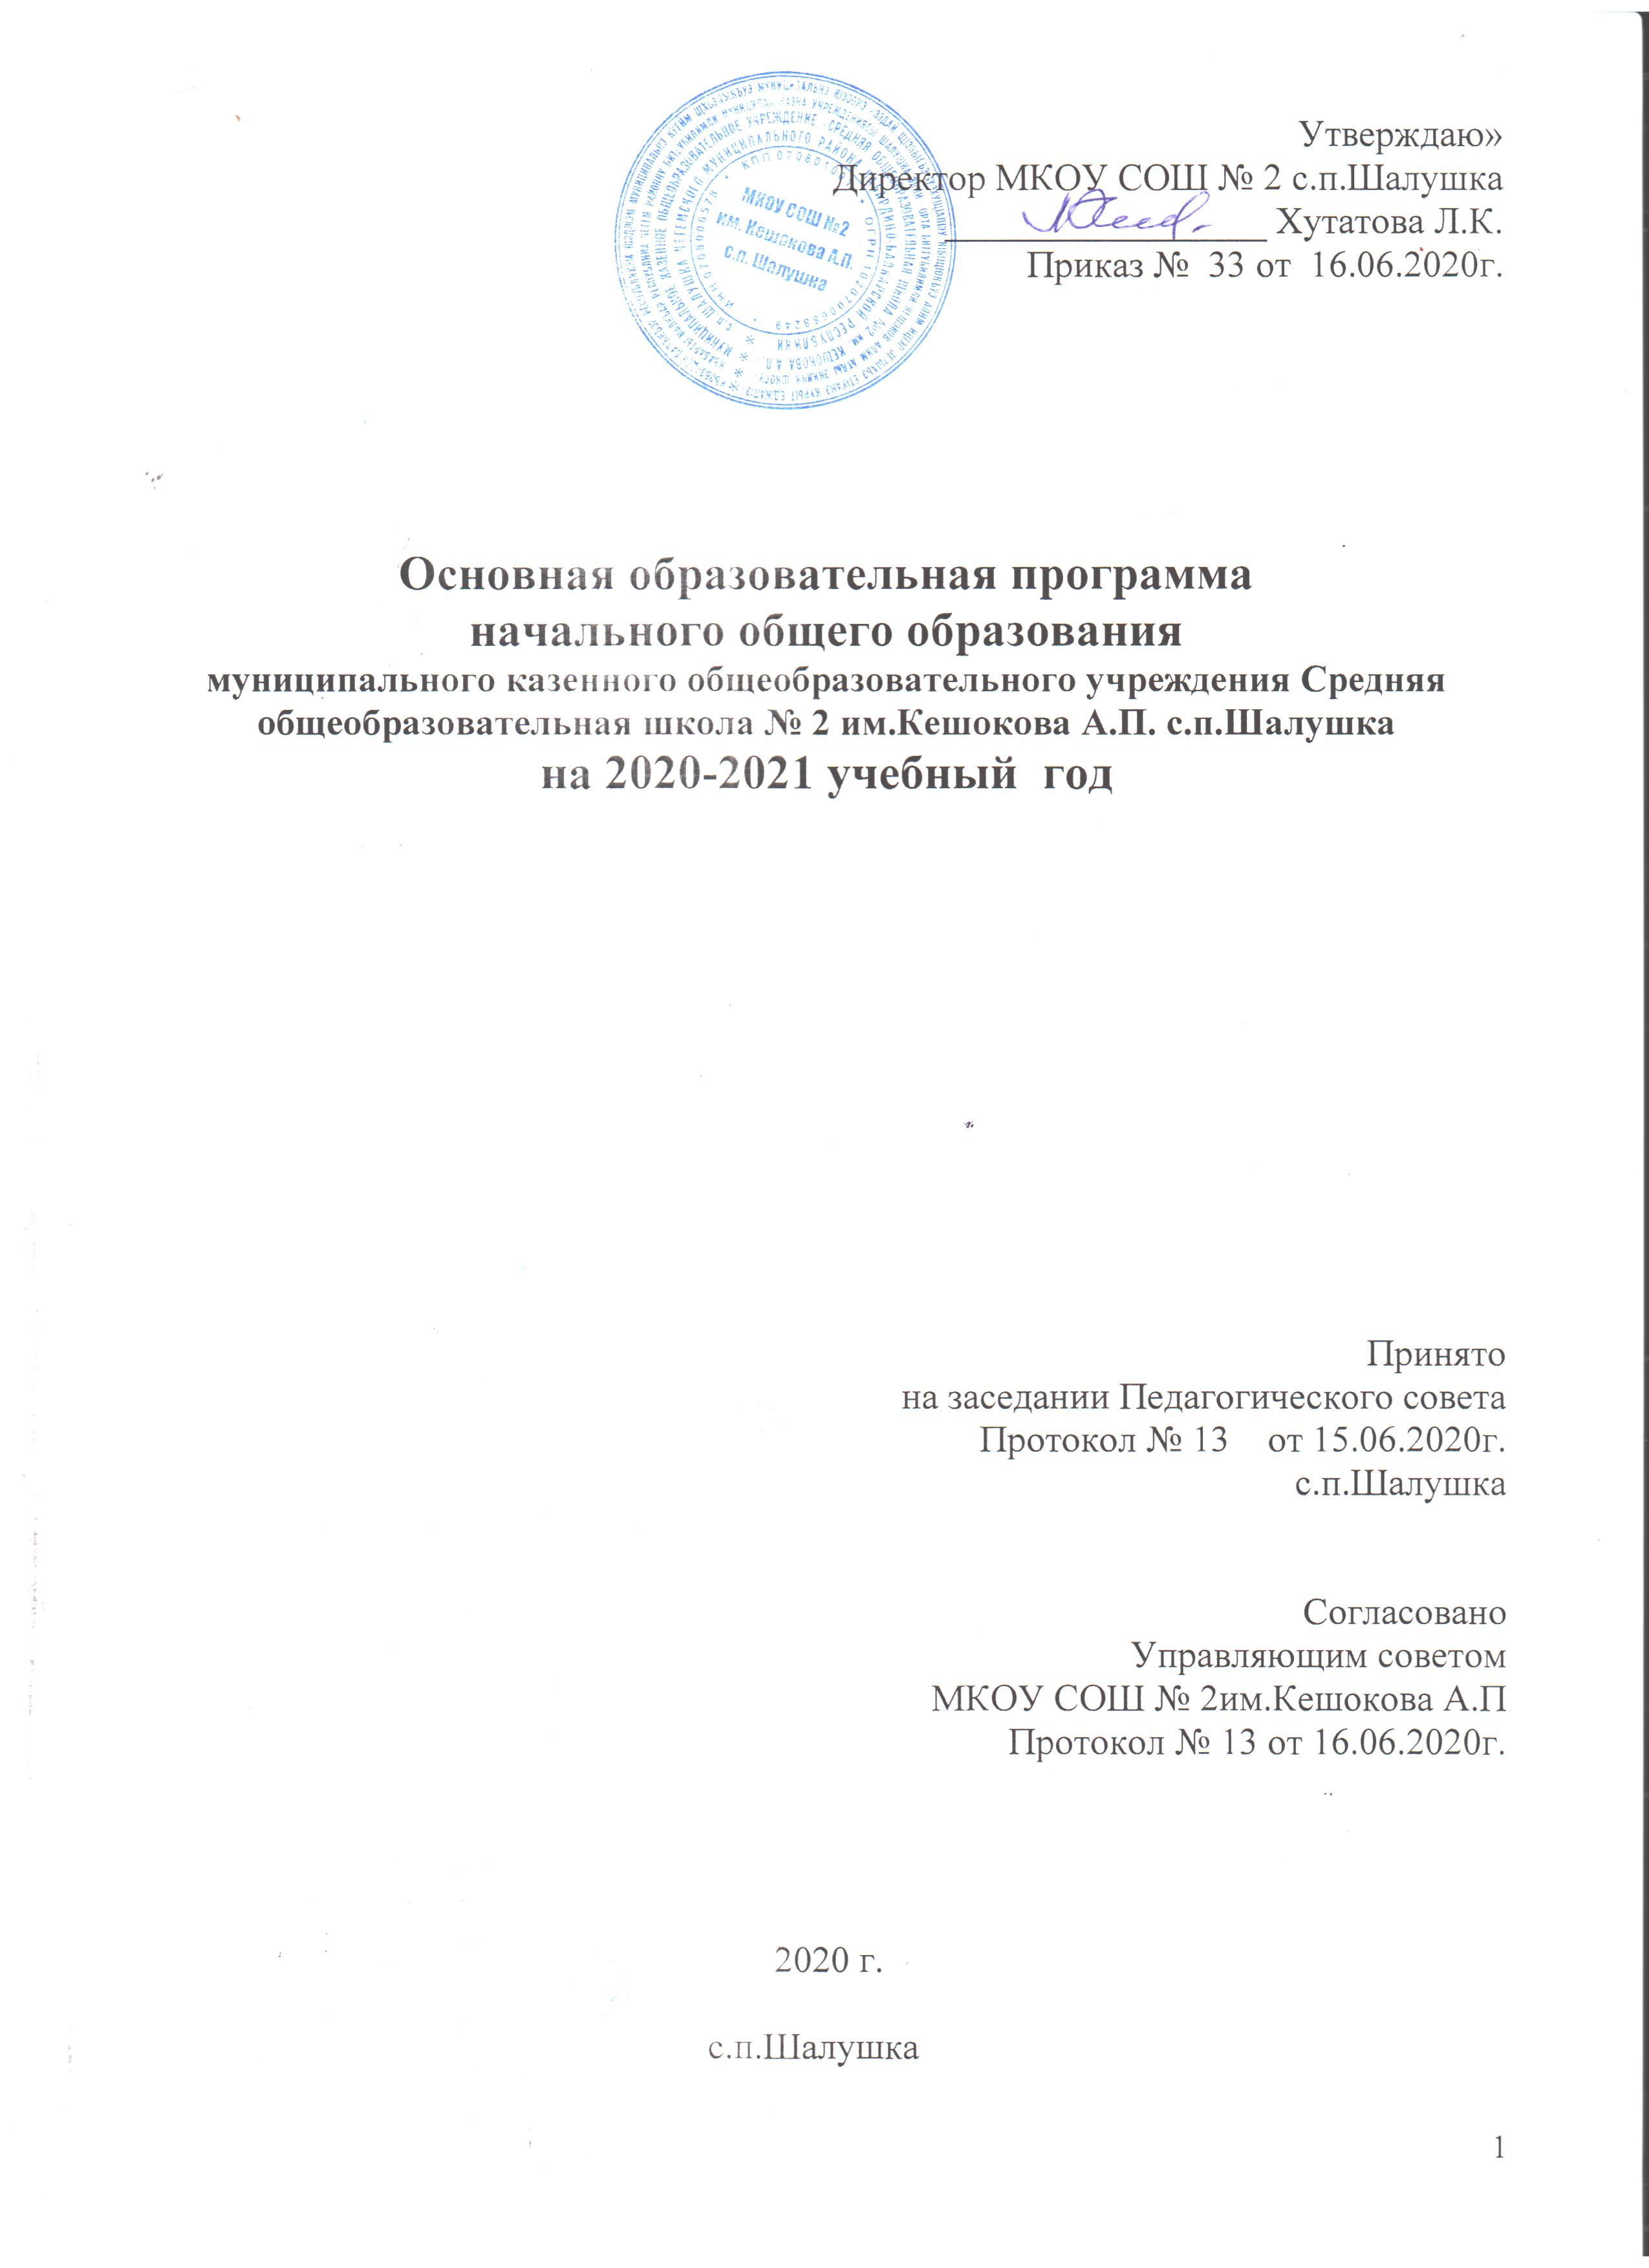 Утверждаю»
Директор МКОУ СОШ № 2 с.п.Шалушка
Хутатова Л.К.
Приказ №  33 от  16.06.2020г.
МКОУ СОШ №2
им. Кешокова А.П.
с.п. Шалушка
Основная образовательная программа
начального общего образования
муниципального казенного общеобразовательного учреждения Средняя
общеобразовательная школа № 2 им.Кешокова А.П. с.п.Шалушка
на 2020-2021 учебный  год
Принято
на заседании Педагогического совета
Протокол № 13    от 15.06.2020г.
с.п.Шалушка
Согласовано
Управляющим советом
МКОУ СОШ № 2им.Кешокова А.П
Протокол № 13 от 16.06.2020г.
2020 г.
с.п.Шалушка
1